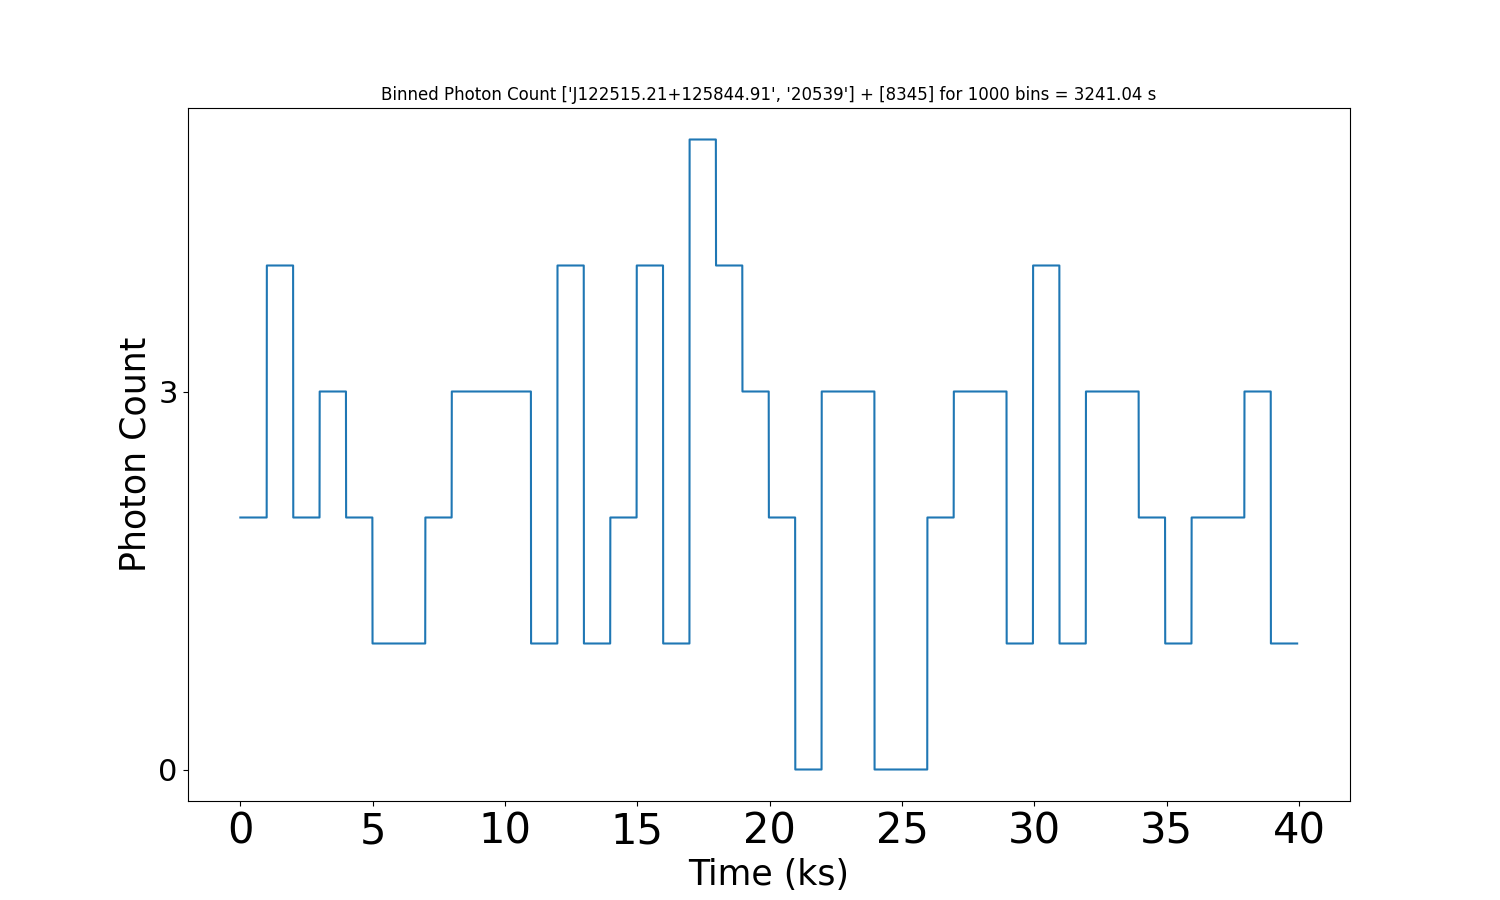 Binned Photon Count ['J122515.21+125844.91', '20539'] + [8345] for 1000 bins = 3241.04 s
Photon Count
3
0
0 5 10 15 20 25 30 35 40
Time (ks)